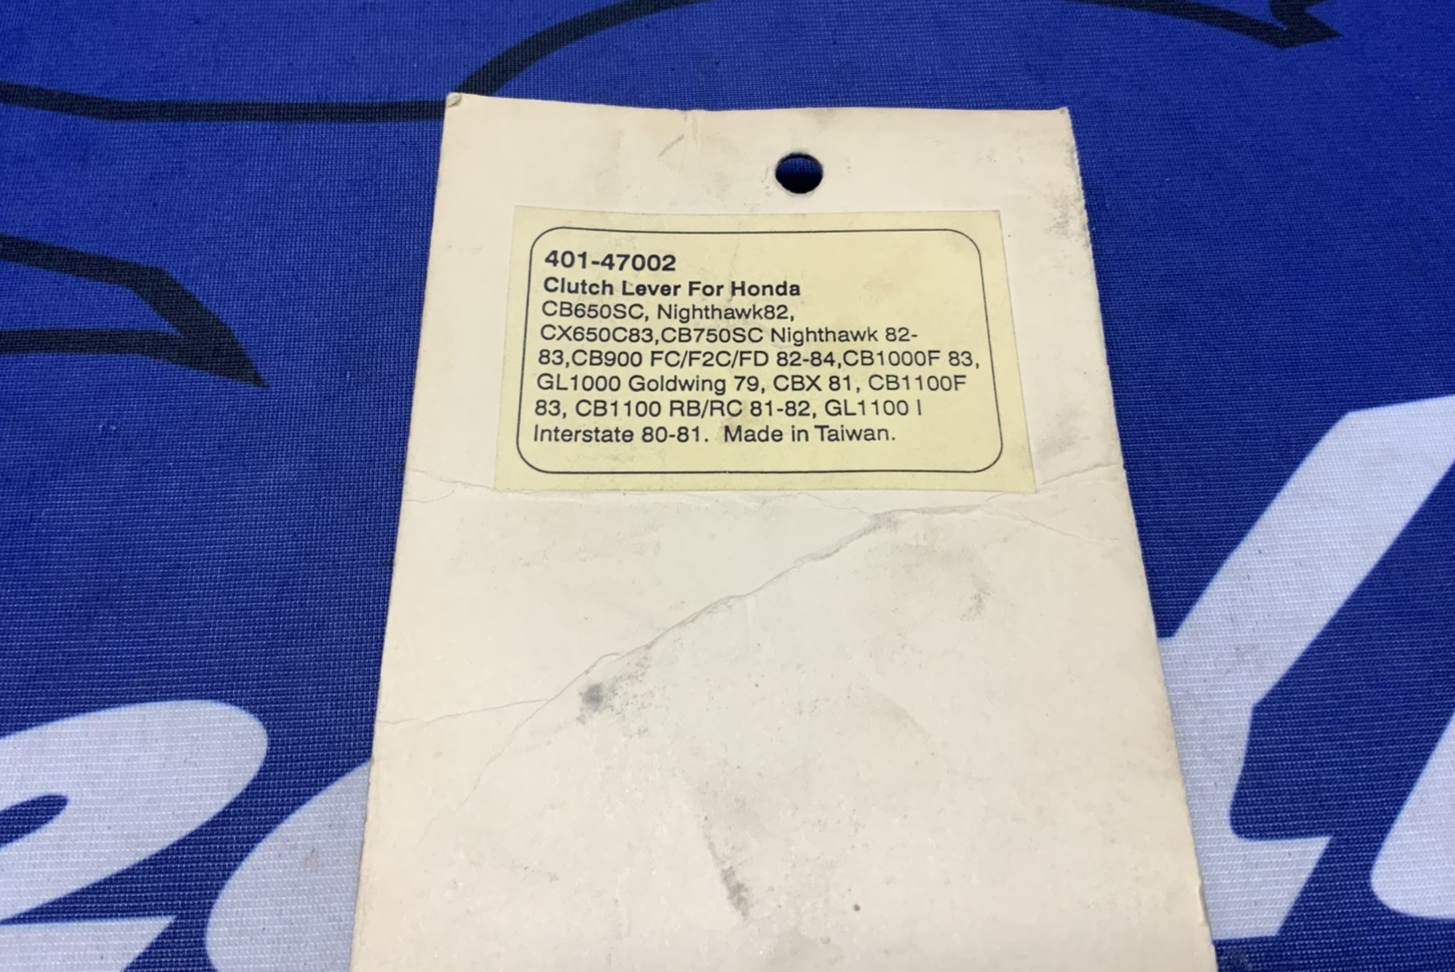 401-47002
Clutch Lever For Honda
CB650SC, Nighthawk82,
CX650C83,CB750SC Nighthawk 82-
83,CB900 FC/F2C/FD 82-84,CB1000F 83,
GL1000 Goldwing 79, CBX 81, CB1100F
83, CB1100 RB/RC 81-82, GL1100 I
Interstate 80-81.  Made in Taiwan.